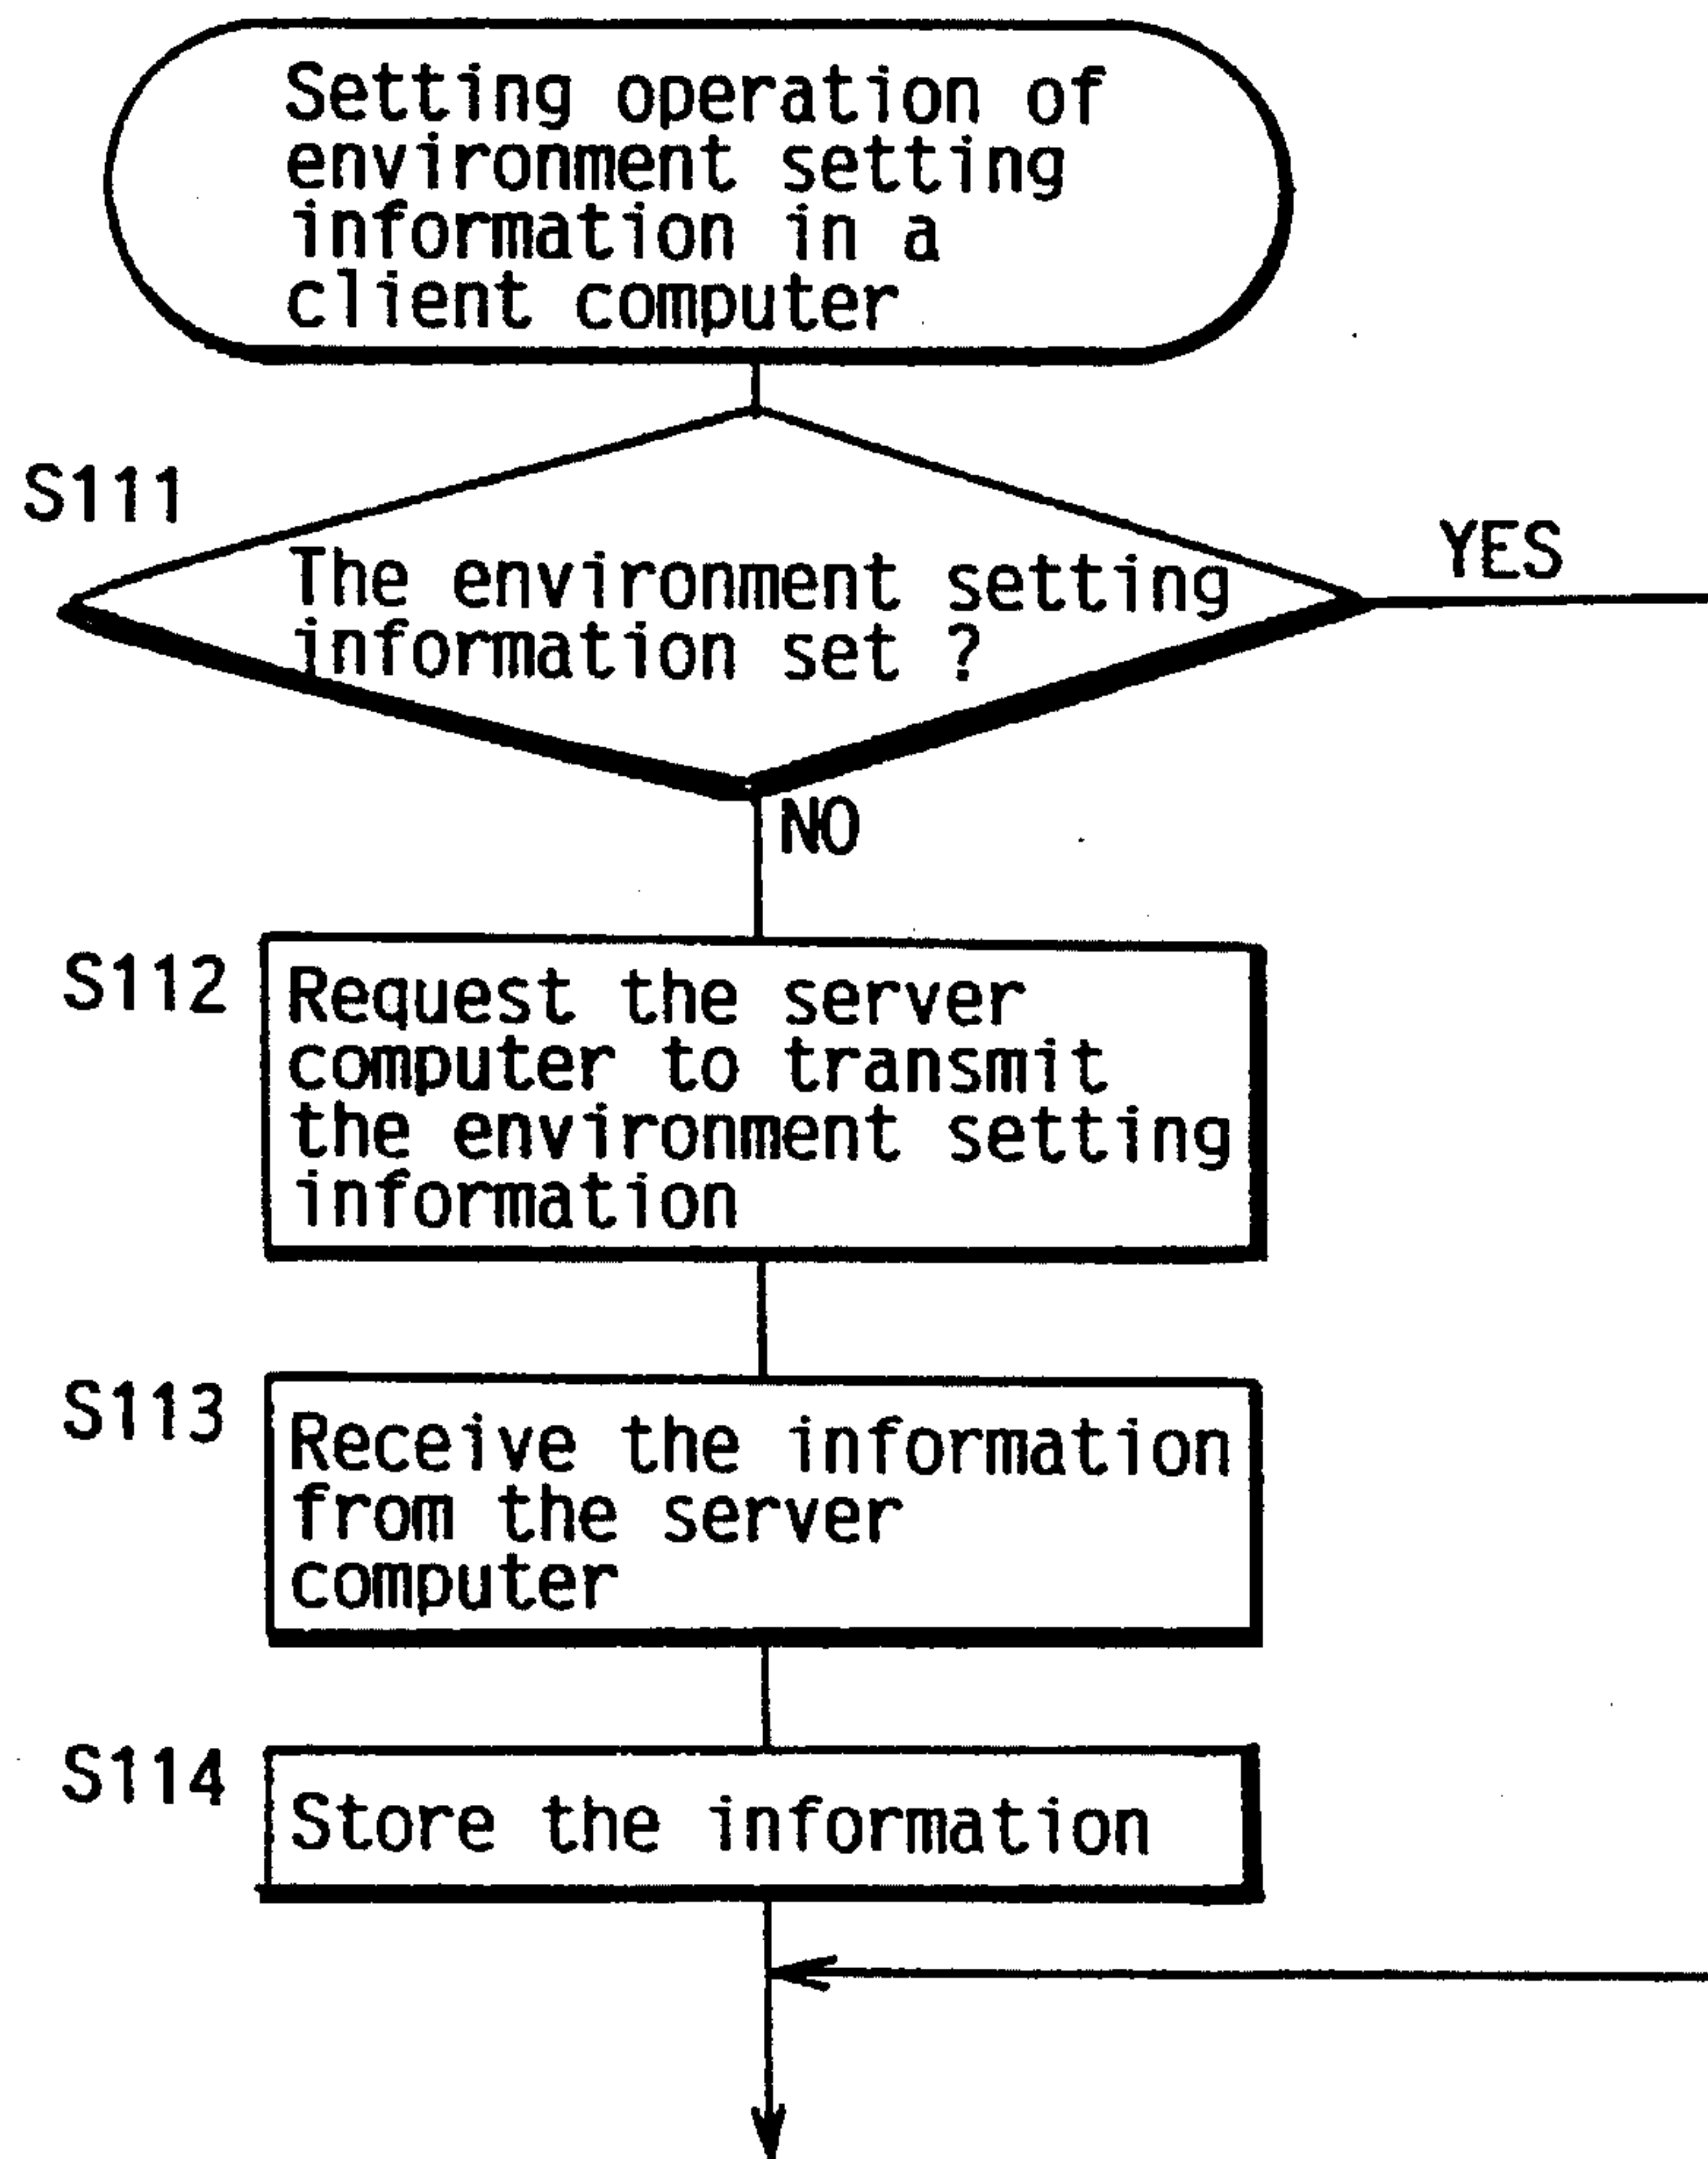 Setting operation of
environment setting
information in a
client computer
S111
The environment setting
information set ?
YES
NO
S112
Request the server
computer to transmit
the environment setting
information
S113
Receive the information
from the server
computer
S114
Store the information